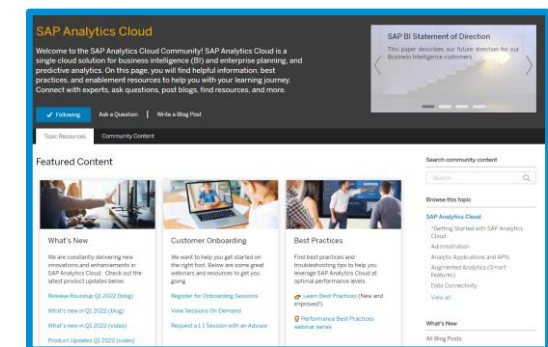 SAP Analytics Cloud
Welcome to the SAP Analytics Cloud Community! SAP Analytics Cloud is a
single cloud solution for business intelligence (BI) and enterprise planning, and
predictive analytics. On this page, you will find helpful information, best
practices, and enablement resources to help you with your learning journey.
Connect with experts, ask questions, post blogs, find resources, and more.
SAP BI Statement of Direction
This paper describes our future direction for our
Business Intelligence customers.
Following
Ask a Question
Write a Blog Post
Topic Resources
Community Content
Featured Content
What's New
We are constantly delivering new
innovations and enhancements in
SAP Analytics Cloud. Check out the
latest product updates below.
Release Roundup Q1 2022 (blog)
What's new in Q1 2022 (blog)
What's new in Q1 2022 (video)
Product Updates Q1 2022 (video)
Customer Onboarding
We want to help you get started on
the right foot. Below are some great
webinars and resources to get you
going.
Register for Onboarding Sessions
View Sessions On Demand
Request a 1:1 Session with an Advisor
Best Practices
Find best practices and
troubleshooting tips to help you
leverage SAP Analytics Cloud at
optimal performance levels.
Learn Best Practices (New and
improved!)
Performance Best Practices
webinar series
Search community content
Search
Browse this topic
SAP Analytics Cloud
*Getting Started with SAP Analytics
Cloud
Administration
Analytic Applications and APIs
Augmented Analytics (Smart
Features)
Data Connectivity
View all
What's New
All Blog Posts